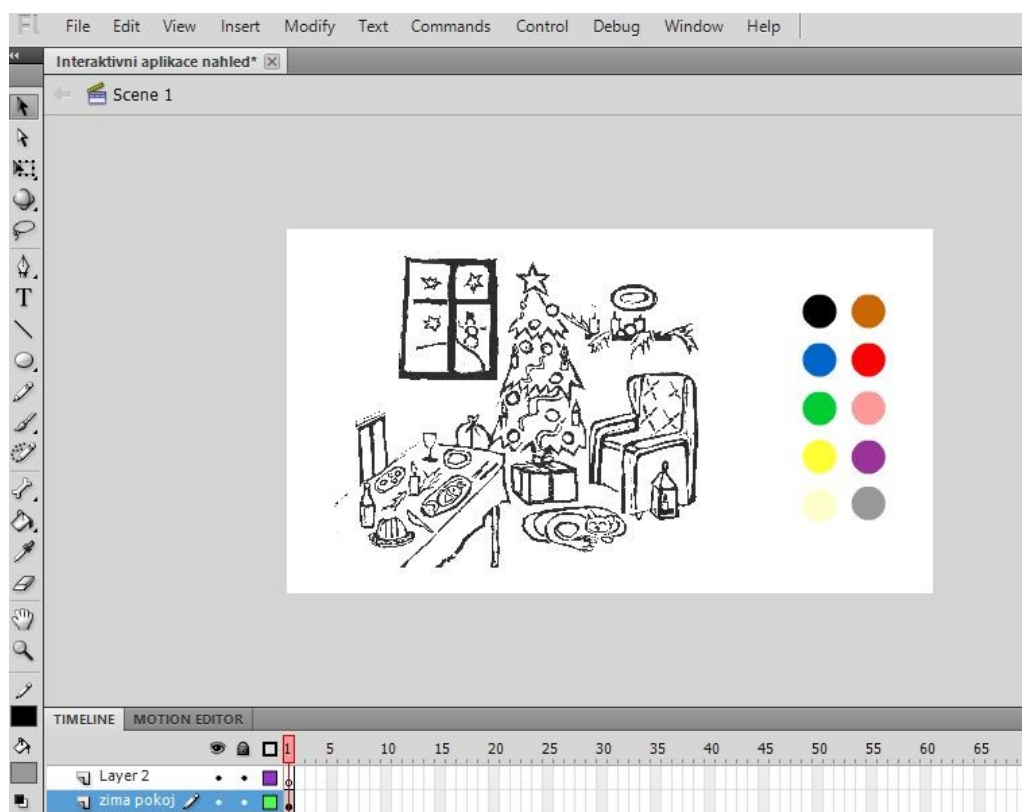 Fl File Edit View Insert Modify Text Commands Control Debug Window Help
Interaktivni aplikace nahled*
Scene 1
T
TIMELINE MOTION EDITOR
1 5 10 15 20 25 30 35 40 45 50 55 60 65
Layer 2
zima pokoj